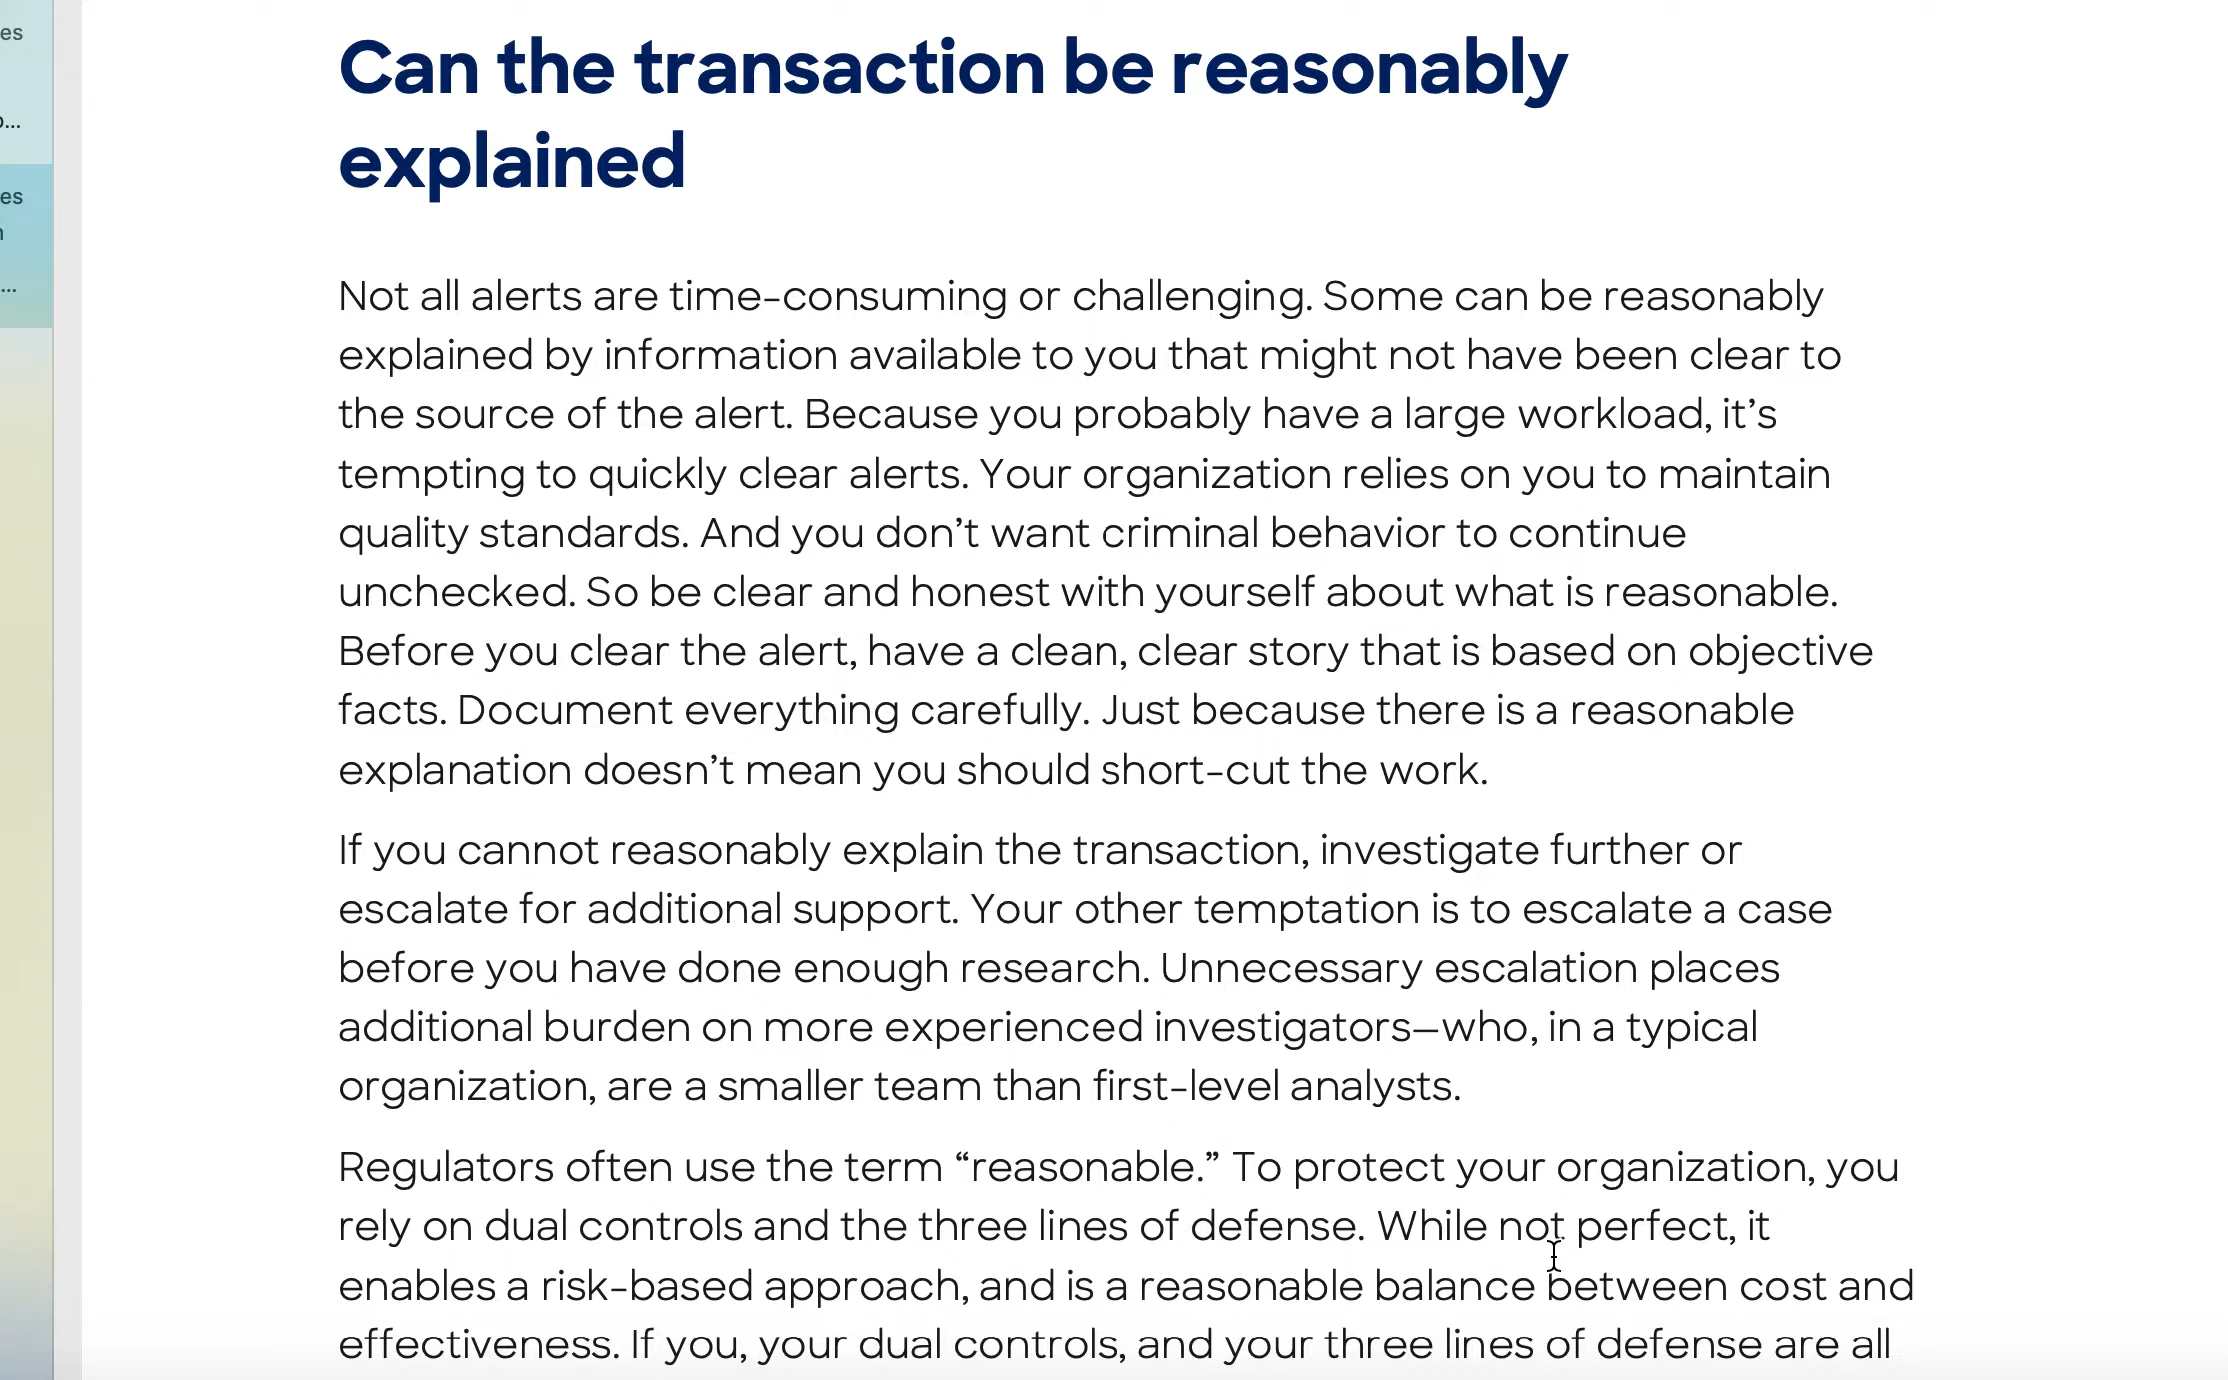 es
o...
es
n
...
Can the transaction be reasonably
explained
Not all alerts are time-consuming or challenging. Some can be reasonably
explained by information available to you that might not have been clear to
the source of the alert. Because you probably have a large workload, it’s
tempting to quickly clear alerts. Your organization relies on you to maintain
quality standards. And you don’t want criminal behavior to continue
unchecked. So be clear and honest with yourself about what is reasonable.
Before you clear the alert, have a clean, clear story that is based on objective
facts. Document everything carefully. Just because there is a reasonable
explanation doesn’t mean you should short-cut the work.
If you cannot reasonably explain the transaction, investigate further or
escalate for additional support. Your other temptation is to escalate a case
before you have done enough research. Unnecessary escalation places
additional burden on more experienced investigators—who, in a typical
organization, are a smaller team than first-level analysts.
Regulators often use the term “reasonable.” To protect your organization, you
rely on dual controls and the three lines of defense. While not perfect, it
enables a risk-based approach, and is a reasonable balance between cost and
effectiveness. If you, your dual controls, and your three lines of defense are all